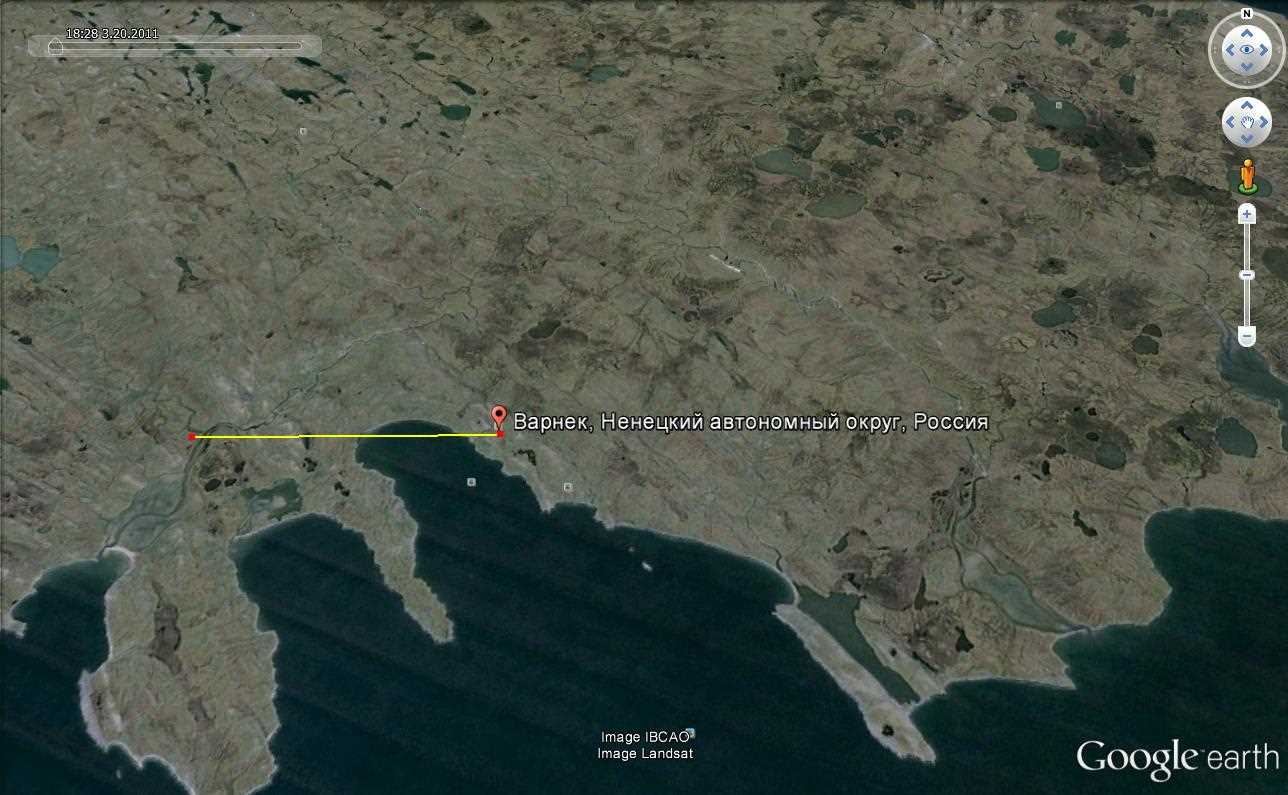 18:28 3.20.2011
N
Варнек, Ненецкий автономный округ, Россия
Image IBCAO
Image Landsat
Google earth